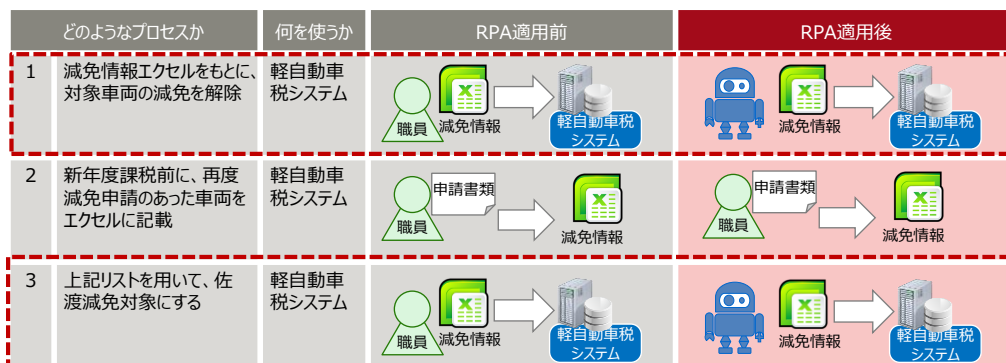 どのようなプロセスか 何を使うか RPA適用前 RPA適用後
1 減免情報エクセルをもとに、 軽自動車
対象車両の減免を解除 税システム
職員 減免情報 軽自動車税
システム
減免情報 軽自動車税
システム
2 新年度課税前に、再度 軽自動車
減免申請のあった車両を 税システム
エクセルに記載
職員 申請書類 減免情報
職員 申請書類 減免情報
3 上記リストを用いて、佐 軽自動車
渡減免対象にする 税システム
職員 減免情報 軽自動車税
システム
減免情報 軽自動車税
システム